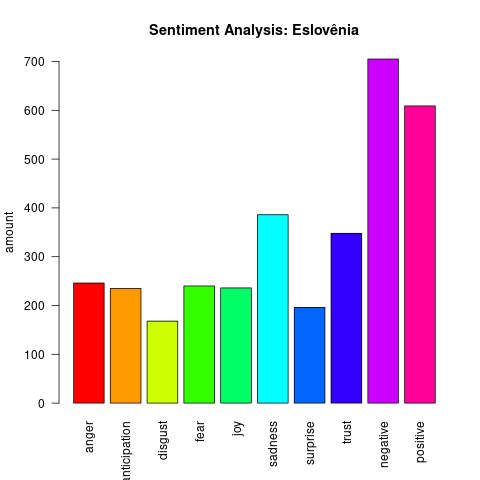 Sentiment Analysis: Eslovênia
amount
700
600
500
400
300
200
100
0
anger
nticipation
disgust
fear
joy
sadness
surprise
trust
negative
positive